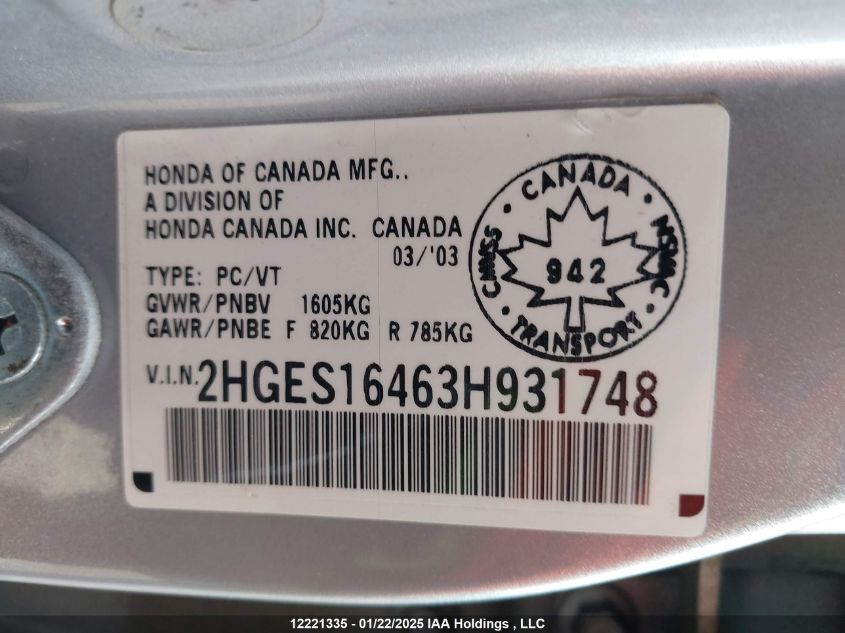 HONDA OF CANADA MFG..
A DIVISION OF
HONDA CANADA INC. CANADA
03/'03
TYPE: PC/VT
GVWR/PNBV 1605KG
GAWR/PNBE F 820KG R 785KG
V.I.N. 2HGES16463H931748
· CANADA ·
CMVSS
NSVAC
942
· TRANSPORT ·
12221335 - 01/22/2025 IAA Holdings , LLC